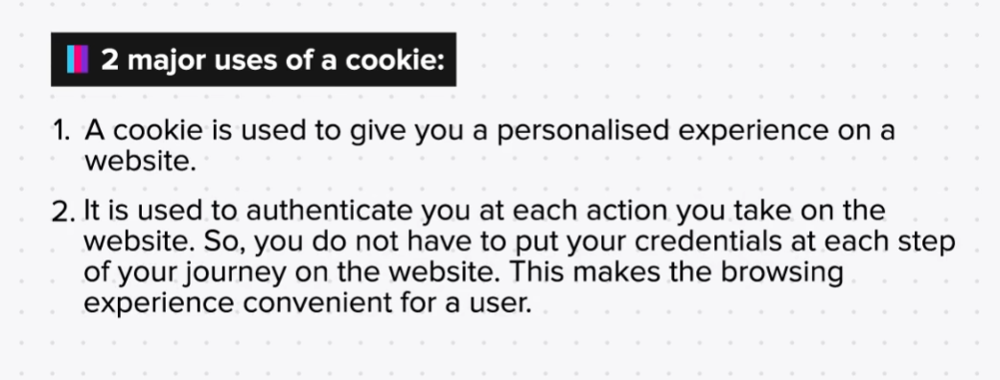 2 major uses of a cookie:
1. A cookie is used to give you a personalised experience on a
website.
2. It is used to authenticate you at each action you take on the
website. So, you do not have to put your credentials at each step
of your journey on the website. This makes the browsing
experience convenient for a user.